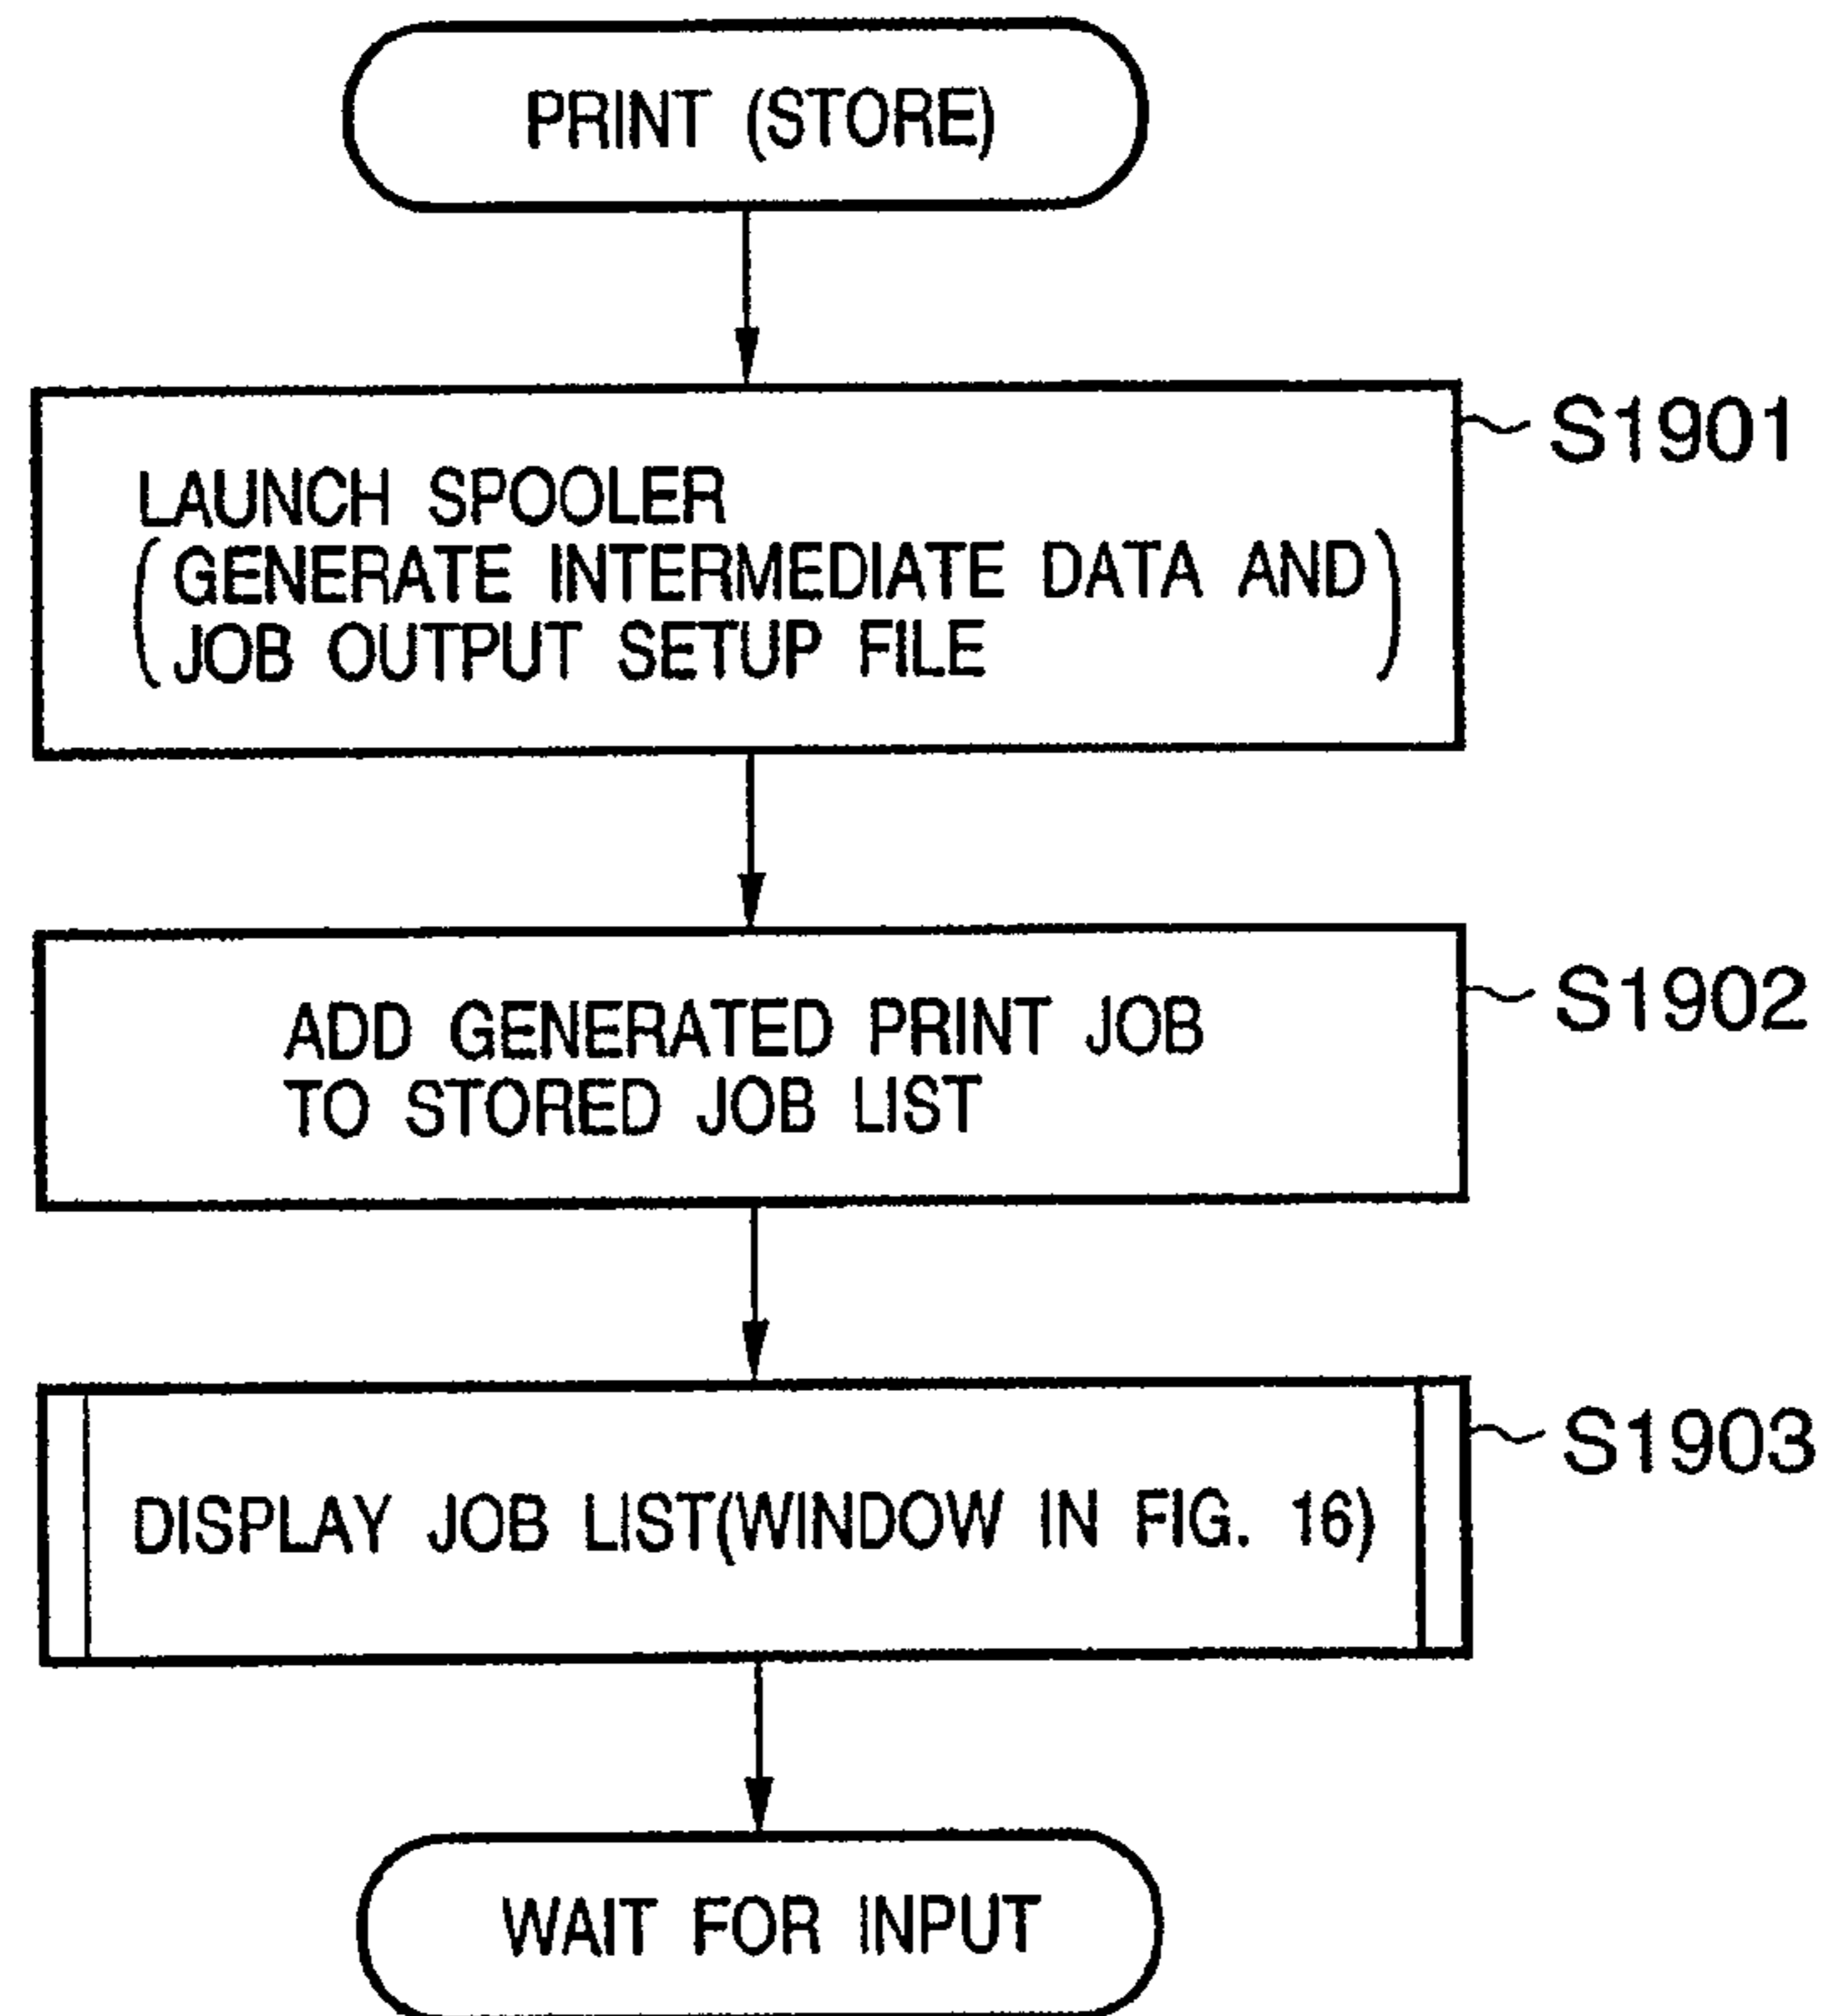 PRINT (STORE)
S1901
LAUNCH SPOOLER
(GENERATE INTERMEDIATE DATA AND
JOB OUTPUT SETUP FILE)
S1902
ADD GENERATED PRINT JOB
TO STORED JOB LIST
S1903
DISPLAY JOB LIST(WINDOW IN FIG. 16)
WAIT FOR INPUT